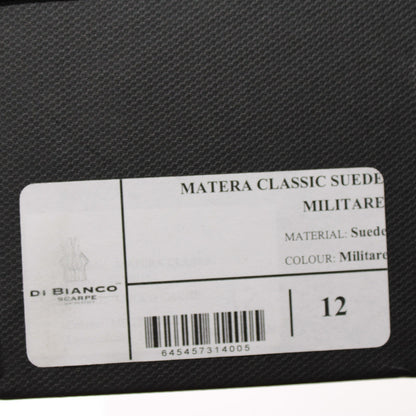 MATERA CLASSIC SUEDE
MILITARE
MATERIAL: Suede
COLOUR: Militare
DI BIANCO
SCARPE
12
645457314005